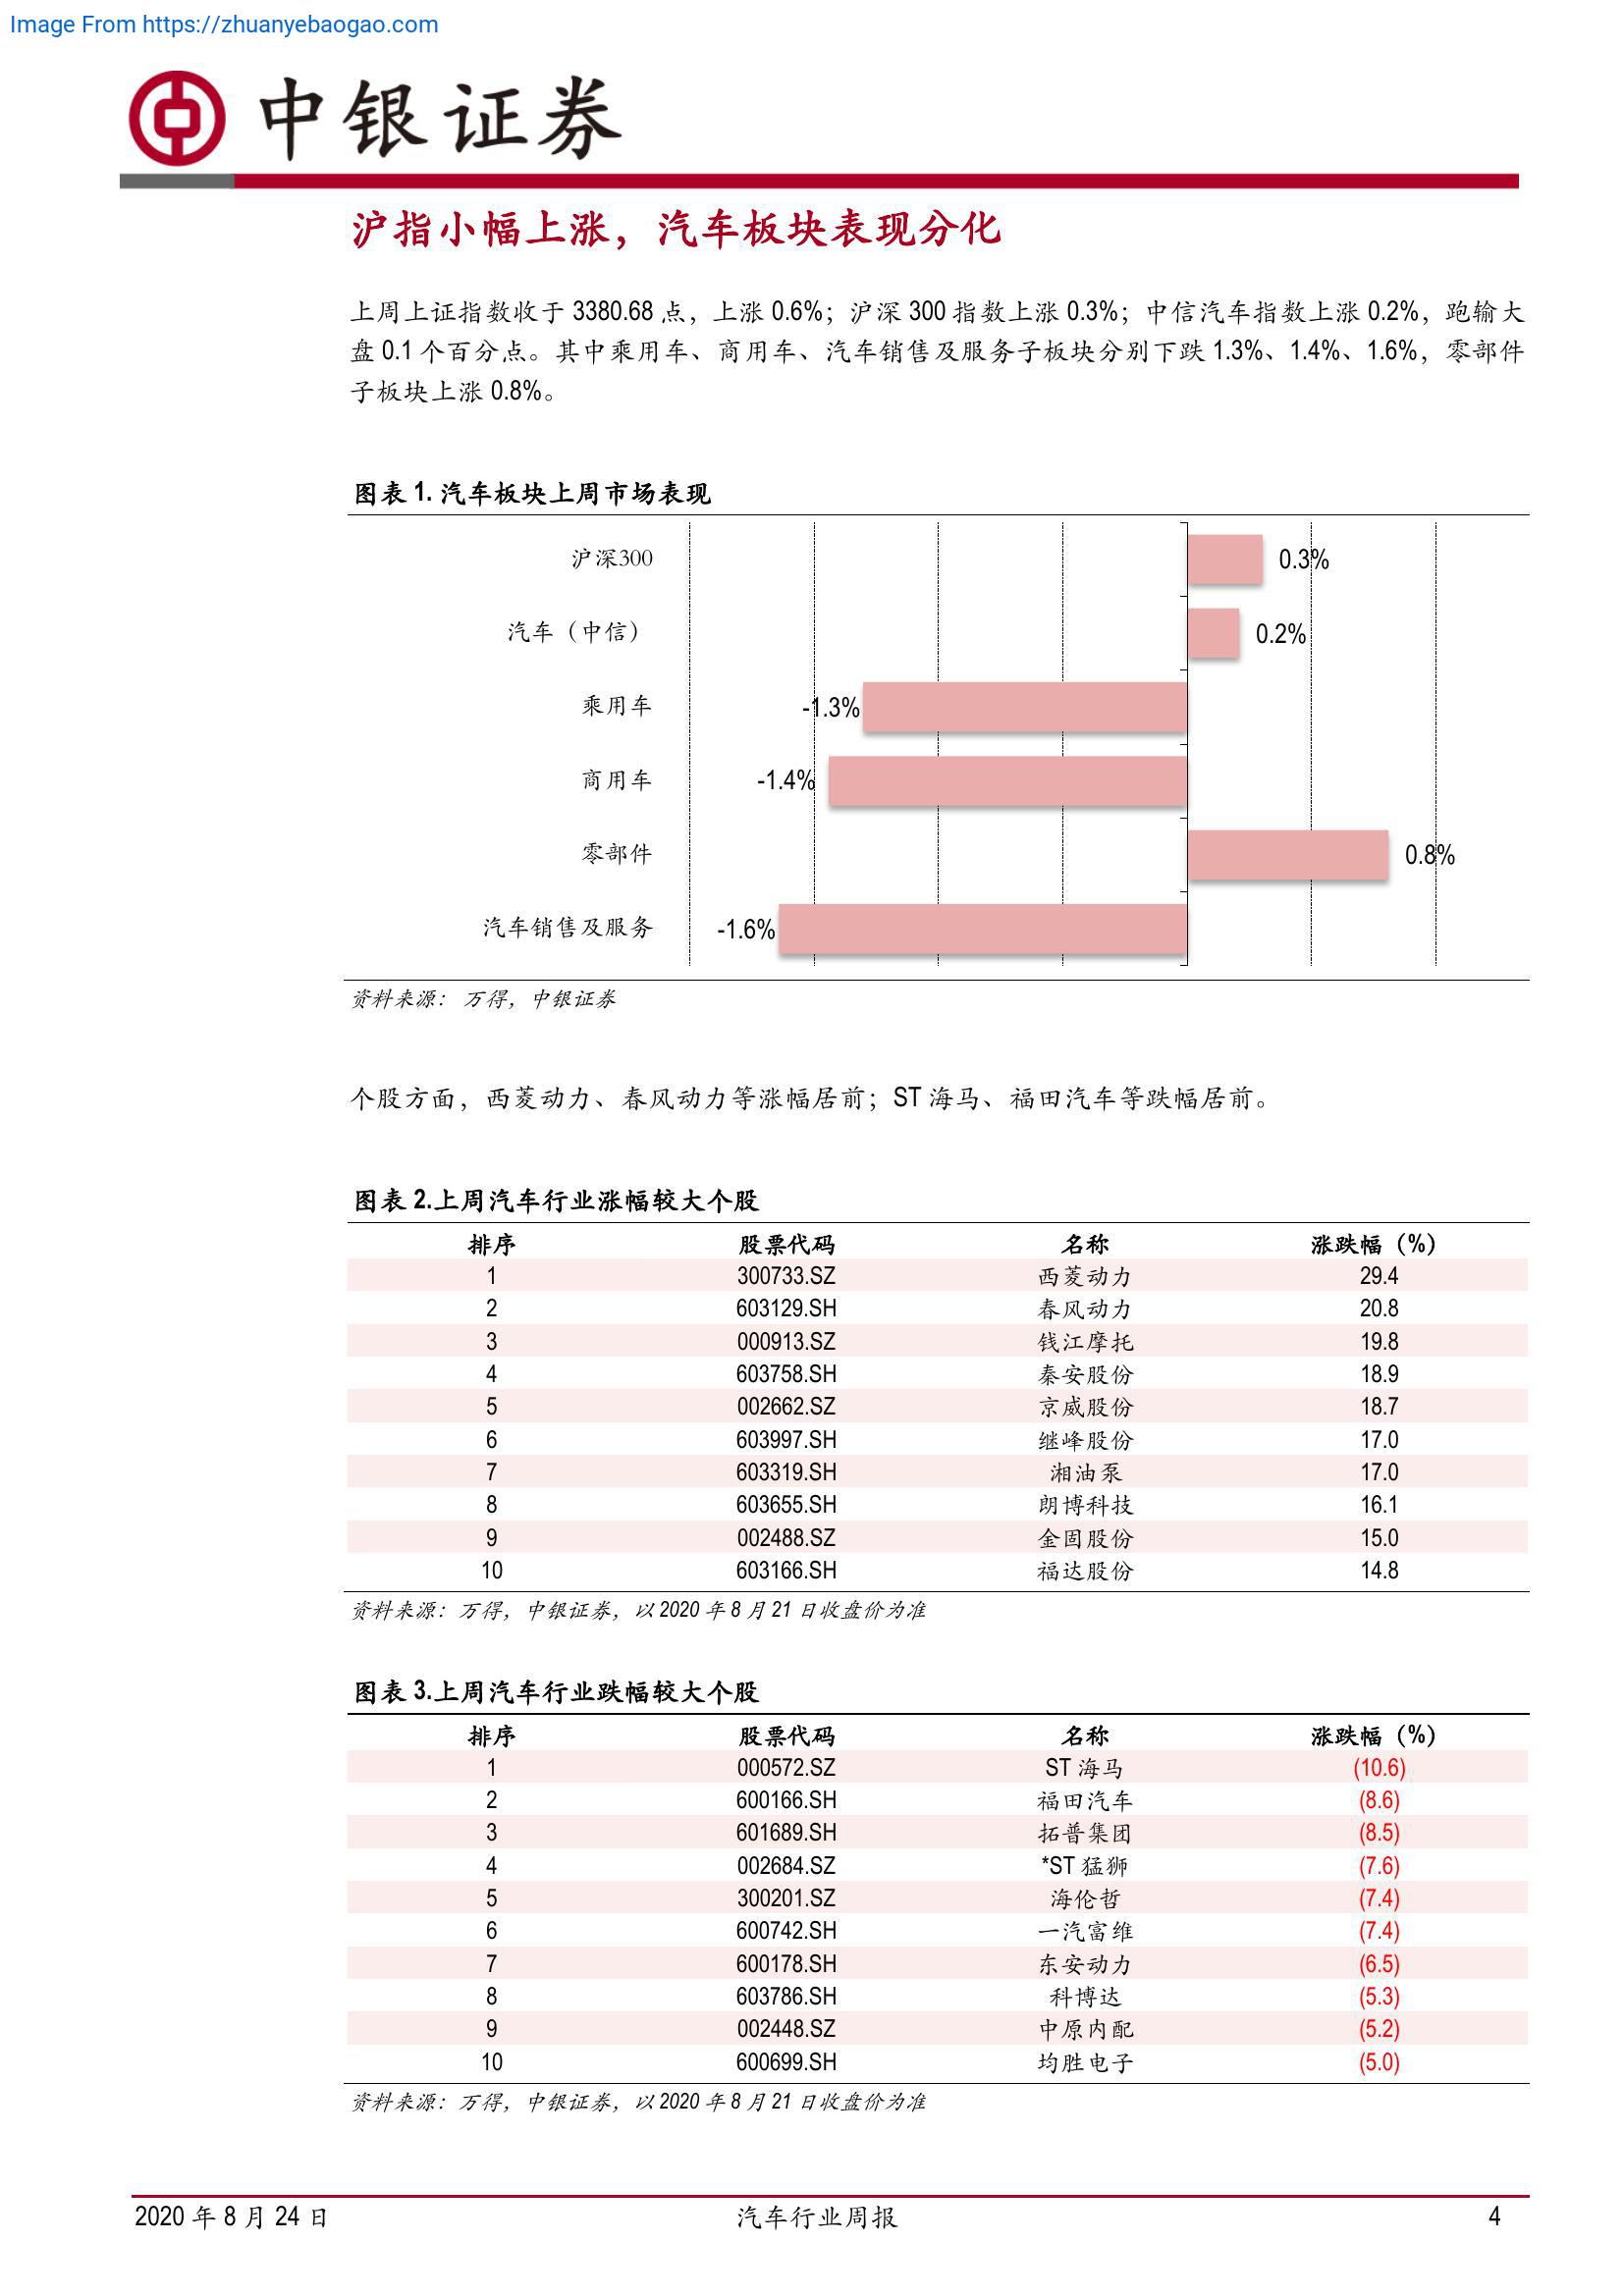 Image From https://zhuanyebaogao.com
中银证券
沪指小幅上涨，汽车板块表现分化
上周上证指数收于 3380.68 点，上涨 0.6%；沪深 300 指数上涨 0.3%；中信汽车指数上涨 0.2%，跑输大
盘 0.1 个百分点。其中乘用车、商用车、汽车销售及服务子板块分别下跌 1.3%、1.4%、1.6%，零部件
子板块上涨 0.8%。
图表 1. 汽车板块上周市场表现
沪深300 0.3%
汽车（中信） 0.2%
乘用车 -1.3%
商用车 -1.4%
零部件 0.8%
汽车销售及服务 -1.6%
资料来源： 万得，中银证券
个股方面，西菱动力、春风动力等涨幅居前；ST 海马、福田汽车等跌幅居前。
图表 2.上周汽车行业涨幅较大个股
排序 股票代码 名称 涨跌幅（%）
1 300733.SZ 西菱动力 29.4
2 603129.SH 春风动力 20.8
3 000913.SZ 钱江摩托 19.8
4 603758.SH 秦安股份 18.9
5 002662.SZ 京威股份 18.7
6 603997.SH 继峰股份 17.0
7 603319.SH 湘油泵 17.0
8 603655.SH 朗博科技 16.1
9 002488.SZ 金固股份 15.0
10 603166.SH 福达股份 14.8
资料来源：万得，中银证券，以 2020 年 8 月 21 日收盘价为准
图表 3.上周汽车行业跌幅较大个股
排序 股票代码 名称 涨跌幅（%）
1 000572.SZ ST 海马 (10.6)
2 600166.SH 福田汽车 (8.6)
3 601689.SH 拓普集团 (8.5)
4 002684.SZ *ST 猛狮 (7.6)
5 300201.SZ 海伦哲 (7.4)
6 600742.SH 一汽富维 (7.4)
7 600178.SH 东安动力 (6.5)
8 603786.SH 科博达 (5.3)
9 002448.SZ 中原内配 (5.2)
10 600699.SH 均胜电子 (5.0)
资料来源：万得，中银证券，以 2020 年 8 月 21 日收盘价为准
2020 年 8 月 24 日 汽车行业周报 4